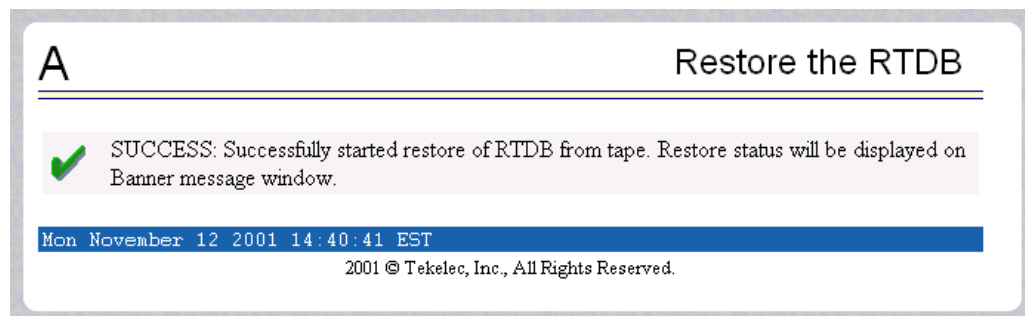 A
Restore the RTDB
SUCCESS: Successfully started restore of RTDB from tape. Restore status will be displayed on
Banner message window.
Mon November 12 2001 14:40:41 EST
2001 © Tekelec, Inc., All Rights Reserved.